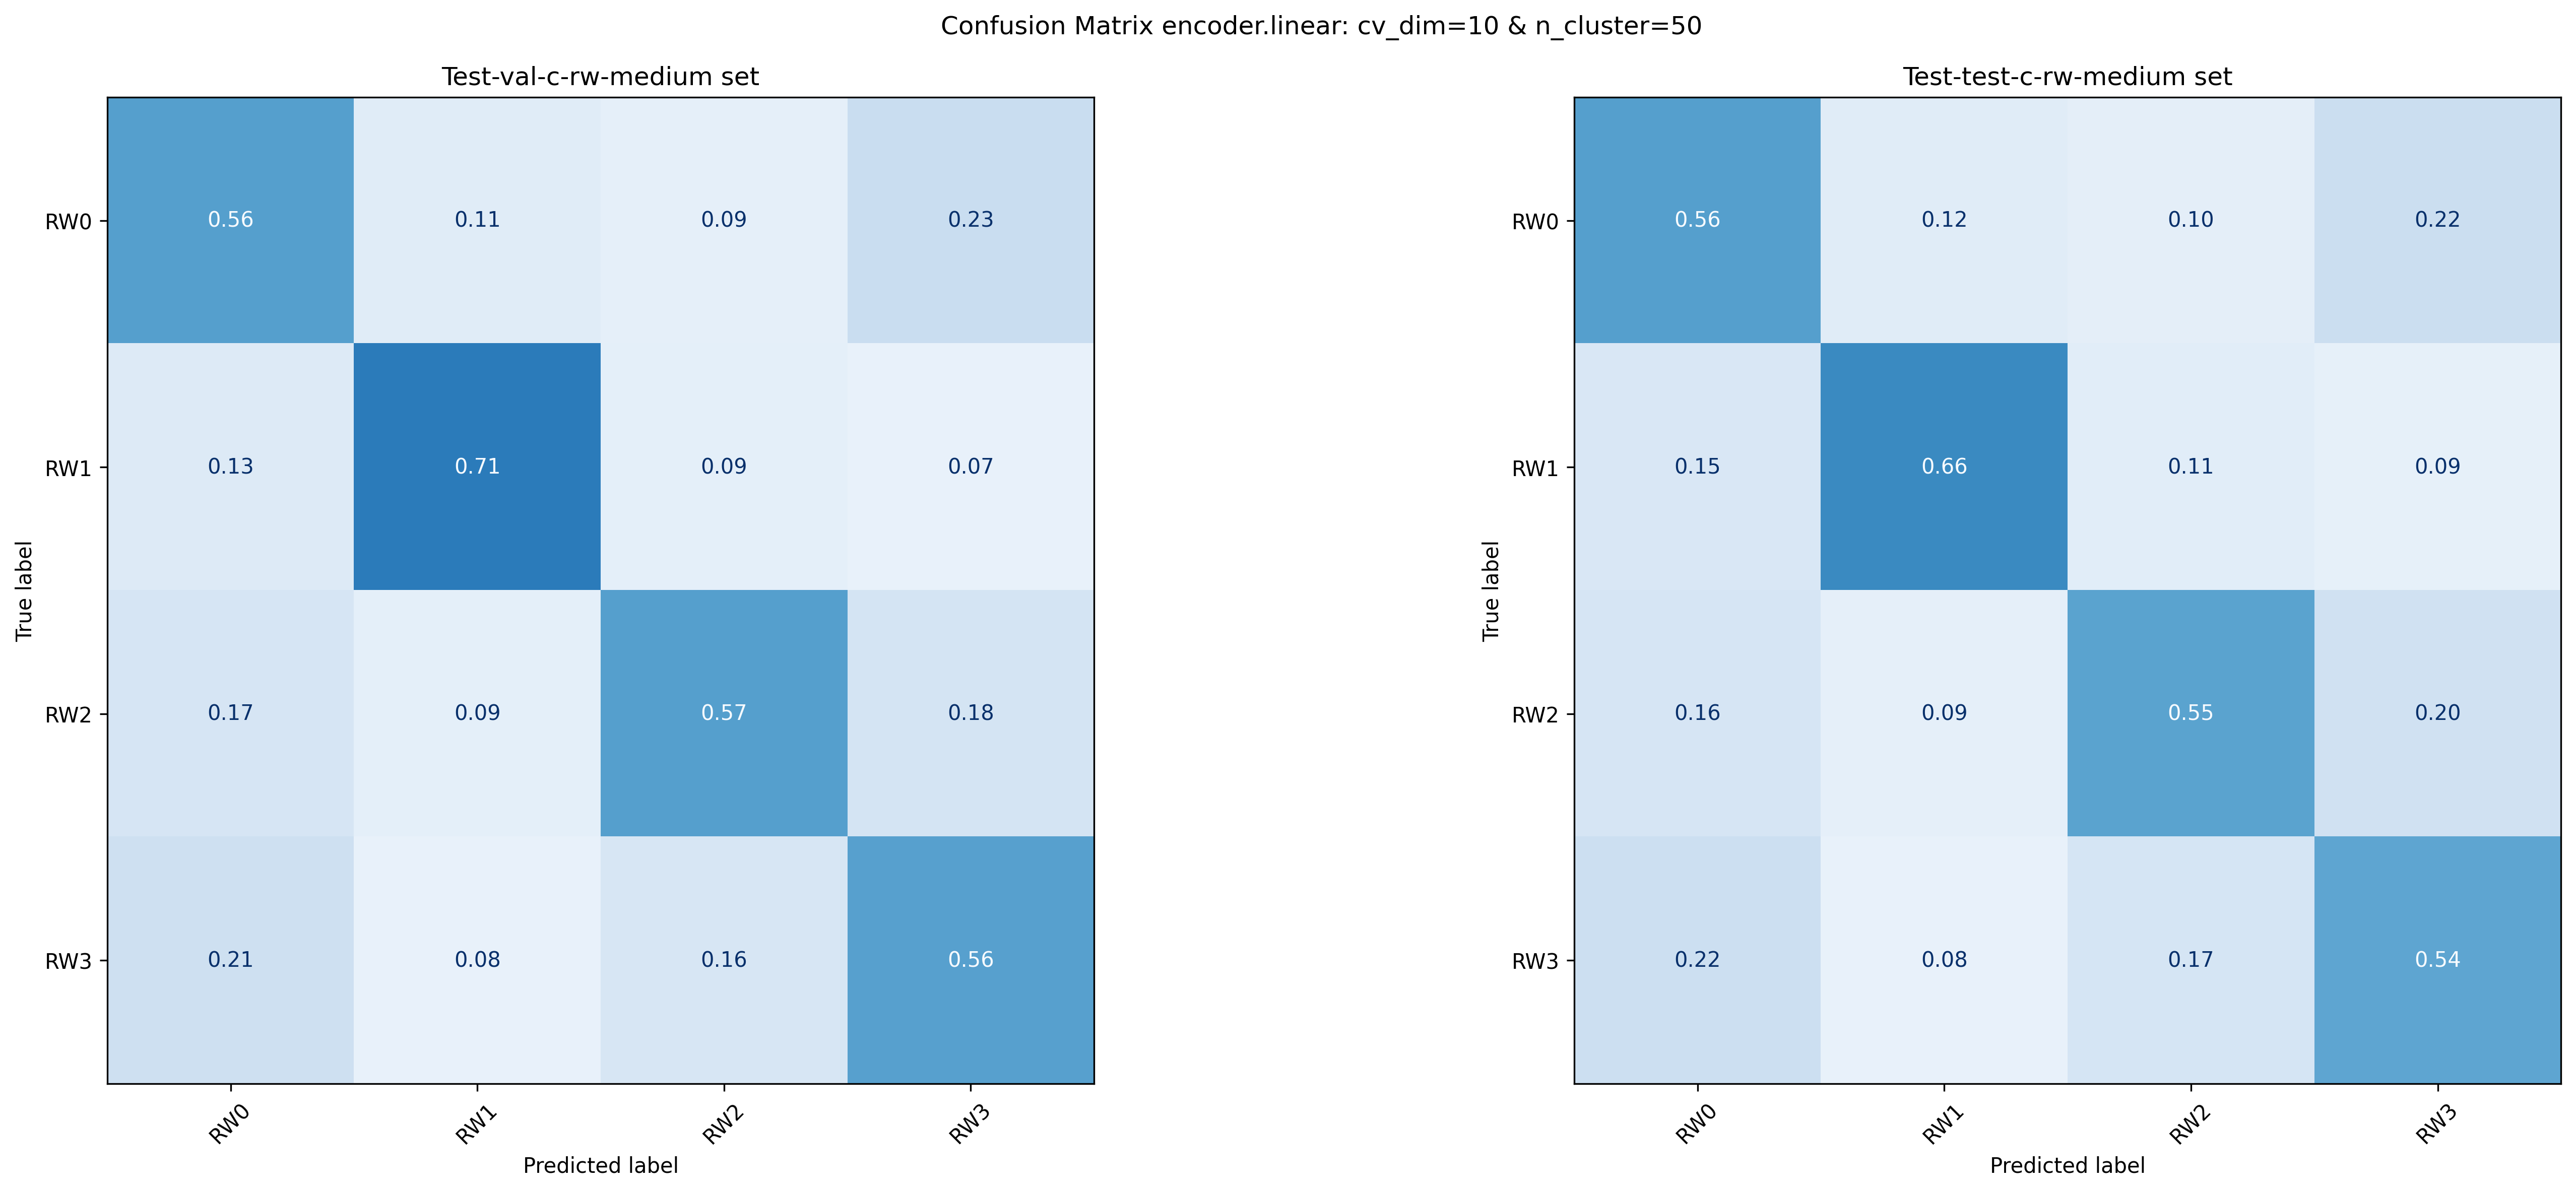 Confusion Matrix encoder.linear: cv_dim=10 & n_cluster=50
Test-val-c-rw-medium set
True label
RW0 0.56 0.11 0.09 0.23
RW1 0.13 0.71 0.09 0.07
RW2 0.17 0.09 0.57 0.18
RW3 0.21 0.08 0.16 0.56
RW0 RW1 RW2 RW3
Predicted label
Test-test-c-rw-medium set
True label
RW0 0.56 0.12 0.10 0.22
RW1 0.15 0.66 0.11 0.09
RW2 0.16 0.09 0.55 0.20
RW3 0.22 0.08 0.17 0.54
RW0 RW1 RW2 RW3
Predicted label